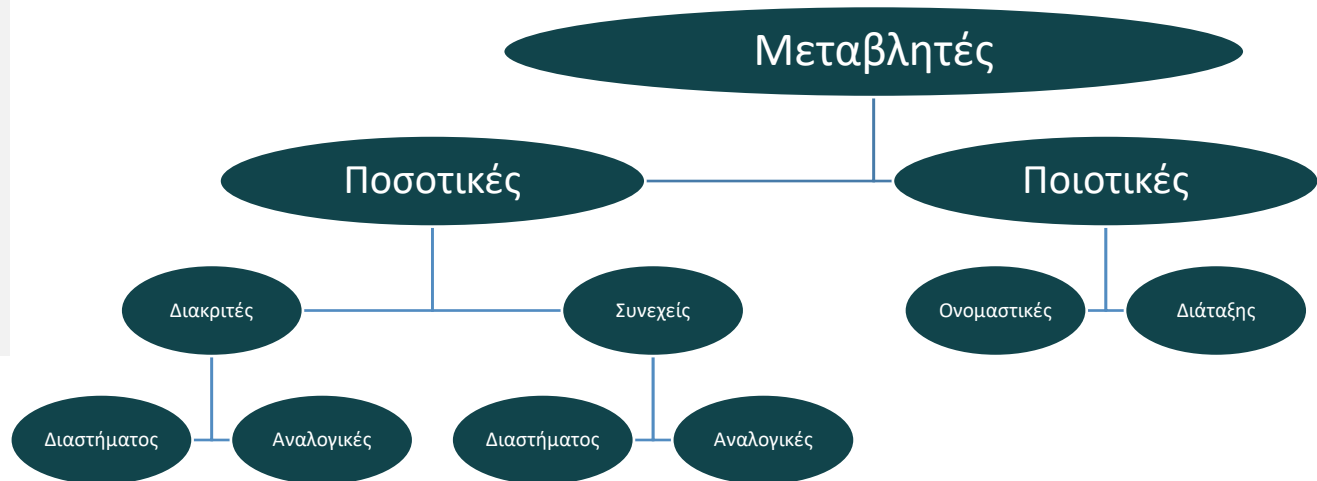 Μεταβλητές
Ποσοτικές
Ποιοτικές
Διακριτές
Συνεχείς
Ονομαστικές
Διάταξης
Διαστήματος
Αναλογικές
Διαστήματος
Αναλογικές